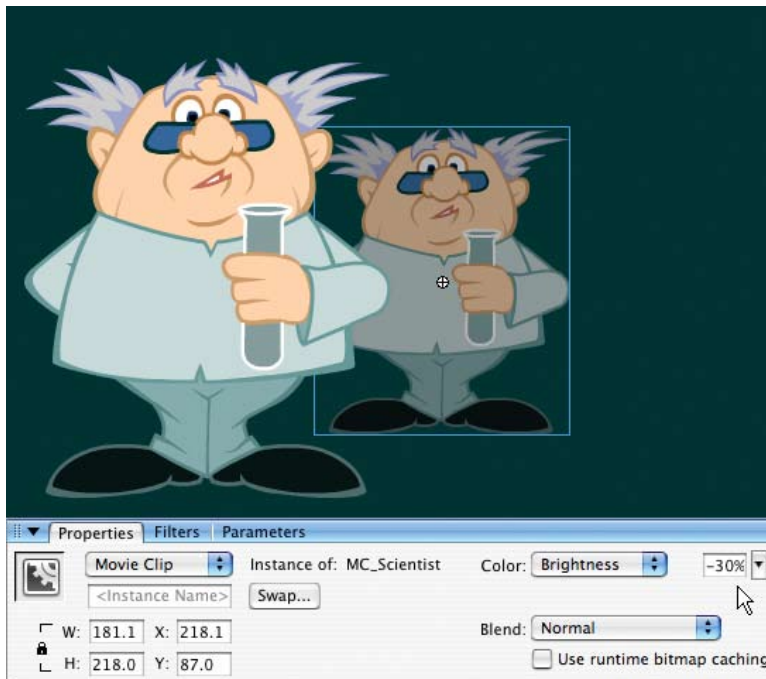 Properties Filters Parameters
Movie Clip Instance of: MC_Scientist Color: Brightness -30%
<Instance Name> Swap...
W: 181.1 X: 218.1 Blend: Normal
H: 218.0 Y: 87.0 Use runtime bitmap caching